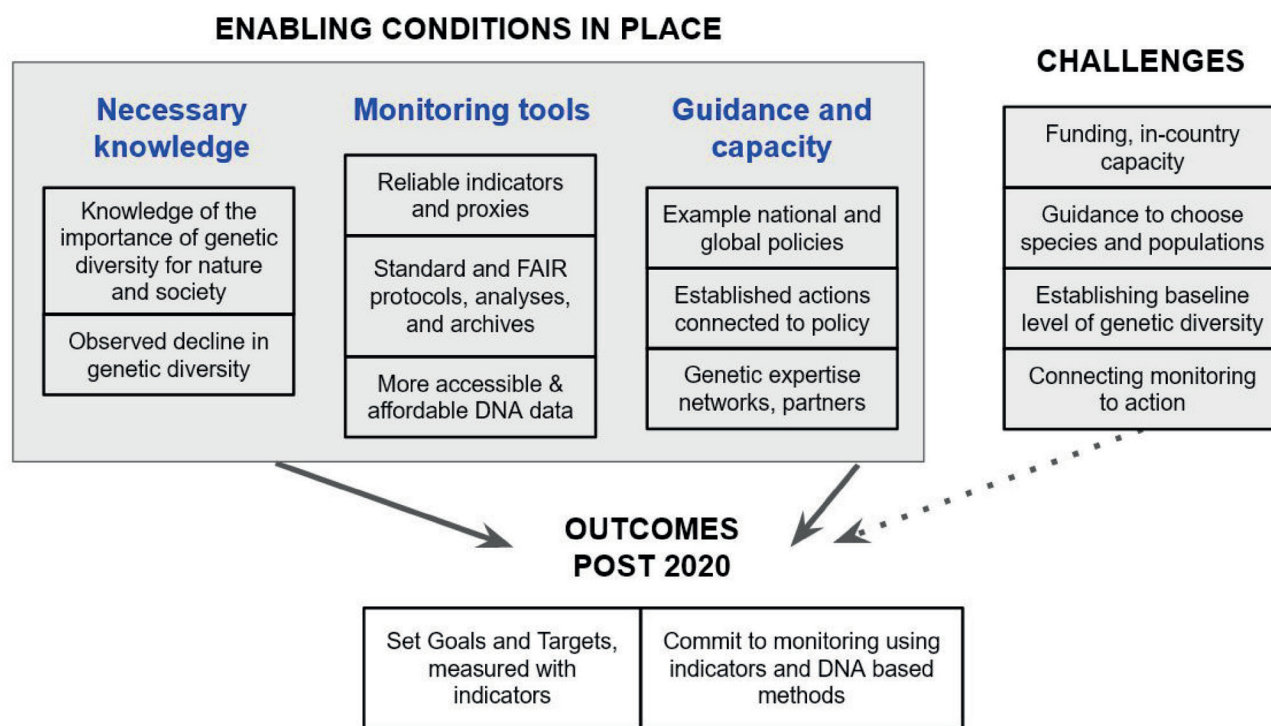 ENABLING CONDITIONS IN PLACE
Necessary
knowledge
Knowledge of the
importance of genetic
diversity for nature
and society
Observed decline in
genetic diversity
Monitoring tools
Reliable indicators
and proxies
Standard and FAIR
protocols, analyses,
and archives
More accessible &
affordable DNA data
Guidance and
capacity
Example national and
global policies
Established actions
connected to policy
Genetic expertise
networks, partners
CHALLENGES
Funding, in-country
capacity
Guidance to choose
species and populations
Establishing baseline
level of genetic diversity
Connecting monitoring
to action
OUTCOMES
POST 2020
Set Goals and Targets,
measured with
indicators
Commit to monitoring using
indicators and DNA based
methods